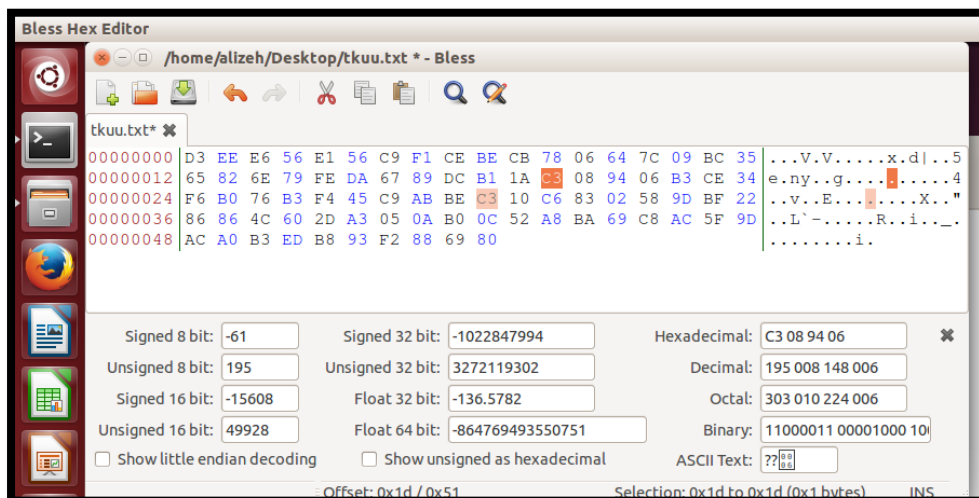 Bless Hex Editor
/home/alizeh/Desktop/tkuu.txt * - Bless
tkuu.txt*
00000000 D3 EE E6 56 E1 56 C9 F1 CE BE CB 78 06 64 7C 09 BC 35 ...V.V.....x.d|..5
00000012 65 82 6E 79 FE DA 67 89 DC B1 1A C3 08 94 06 B3 CE 34 e.ny..g..........4
00000024 F6 B0 76 B3 F4 45 C9 AB BE C3 10 C6 83 02 58 9D BF 22 ..v..E........X.."
00000036 86 86 4C 60 2D A3 05 0A B0 0C 52 A8 BA 69 C8 AC 5F 9D ..L`-.....R..i.._.
00000048 AC A0 B3 ED B8 93 F2 88 69 80 ........i.
Signed 8 bit: -61 Signed 32 bit: -1022847994 Hexadecimal: C3 08 94 06
Unsigned 8 bit: 195 Unsigned 32 bit: 3272119302 Decimal: 195 008 148 006
Signed 16 bit: -15608 Float 32 bit: -136.5782 Octal: 303 010 224 006
Unsigned 16 bit: 49928 Float 64 bit: -864769493550751 Binary: 11000011 00001000 10
Show little endian decoding Show unsigned as hexadecimal ASCII Text: ??
Offset: 0x1d / 0x51 Selection: 0x1d to 0x1d (0x1 bytes) INS